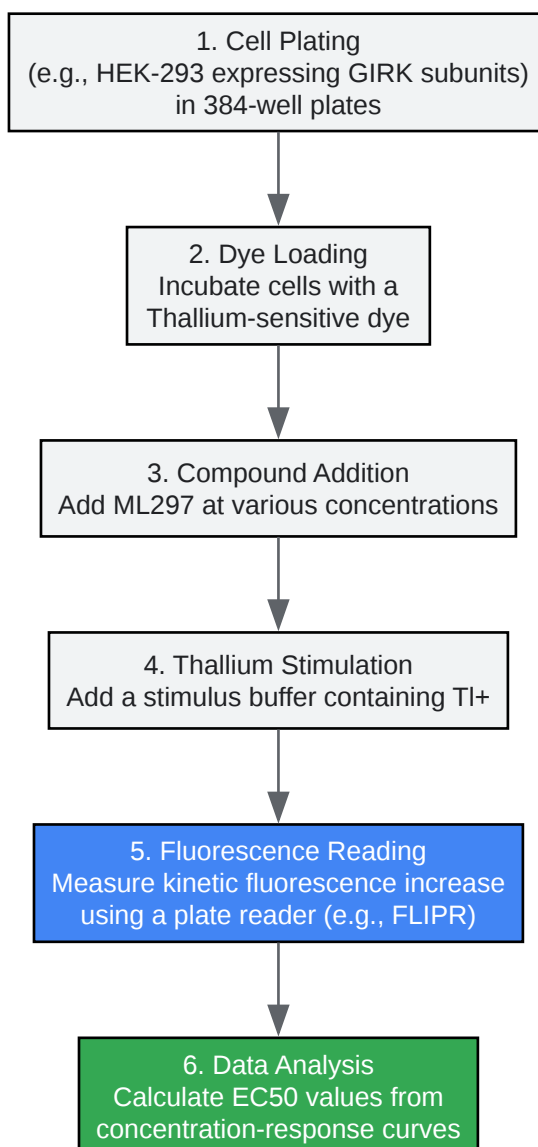 1. Cell Plating
(e.g., HEK-293 expressing GIRK subunits)
in 384-well plates
2. Dye Loading
Incubate cells with a
Thallium-sensitive dye
3. Compound Addition
Add ML297 at various concentrations
4. Thallium Stimulation
Add a stimulus buffer containing Tl+
5. Fluorescence Reading
Measure kinetic fluorescence increase
using a plate reader (e.g., FLIPR)
6. Data Analysis
Calculate EC50 values from
concentration-response curves